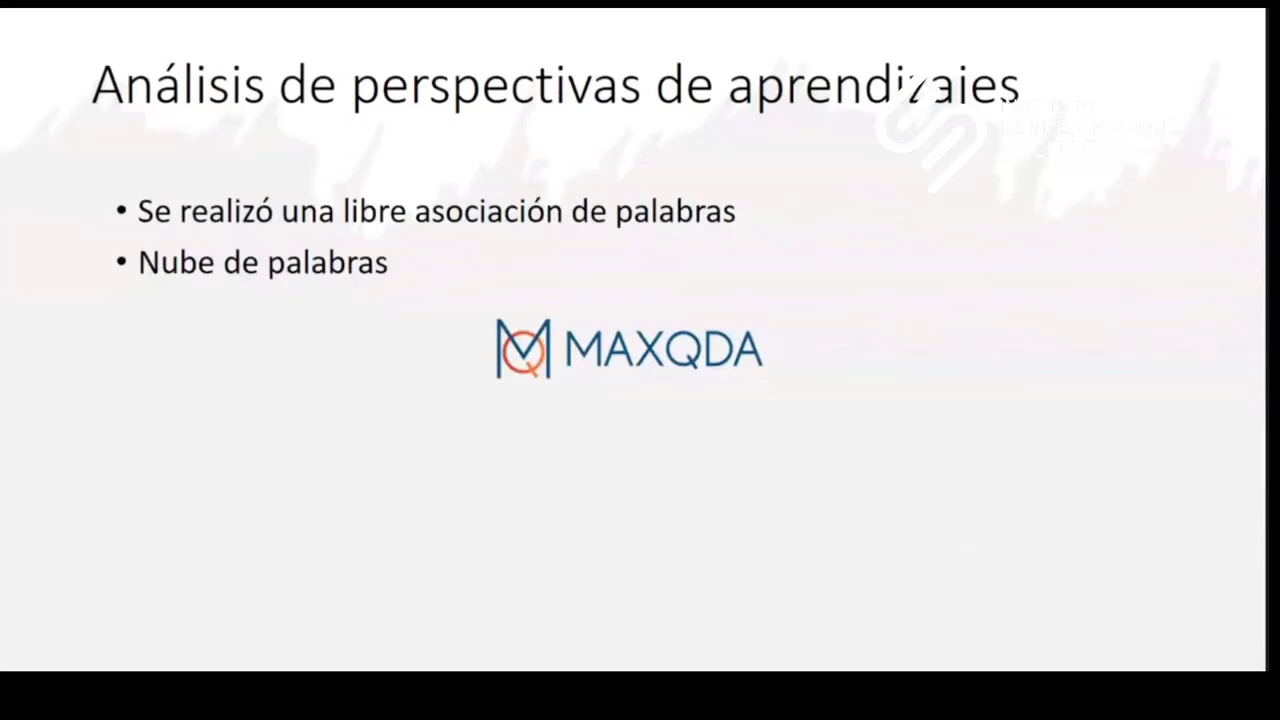 Análisis de perspectivas de aprendizajes
• Se realizó una libre asociación de palabras
• Nube de palabras
MAXQDA